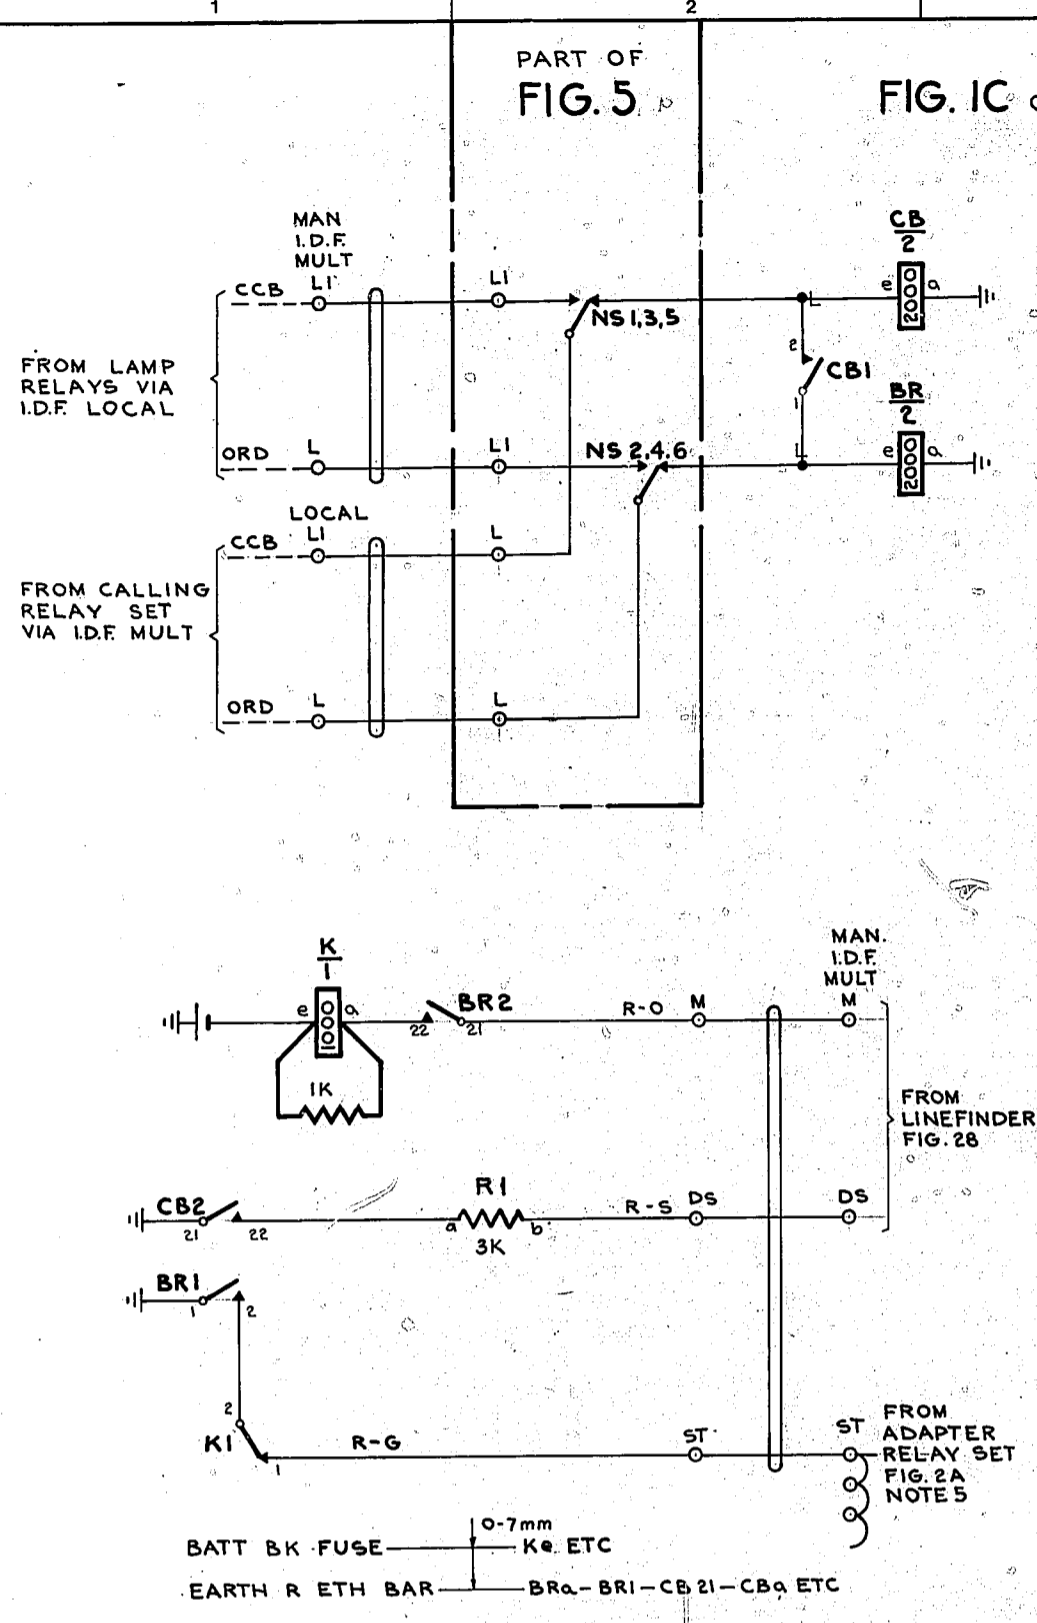 1
2
PART OF
FIG. 5
FIG. 1C
MAN
I.D.F.
MULT
L1
CCB
L1
NS 1,3,5
CB
2
e
2000
a
L
2
CB1
1
FROM LAMP
RELAYS VIA
I.D.F. LOCAL
ORD
L
L1
NS 2,4.6
L
BR
2
e
2000
a
LOCAL
L1
CCB
L
FROM CALLING
RELAY SET
VIA I.D.F. MULT
ORD
L
L
K
1
e
100
a
1K
22
BR2
21
R-O
M
MAN.
I.D.F.
MULT
M
FROM
LINEFINDER
FIG. 28
CB2
21
22
R1
a
b
3K
R-S
DS
DS
BR1
1
2
2
K1
1
R-G
ST
ST
FROM
ADAPTER
RELAY SET
FIG. 2A
NOTE 5
0-7mm
BATT BK FUSE
Ke ETC
EARTH R ETH BAR
BRa-BR1-CB 21-CBa ETC